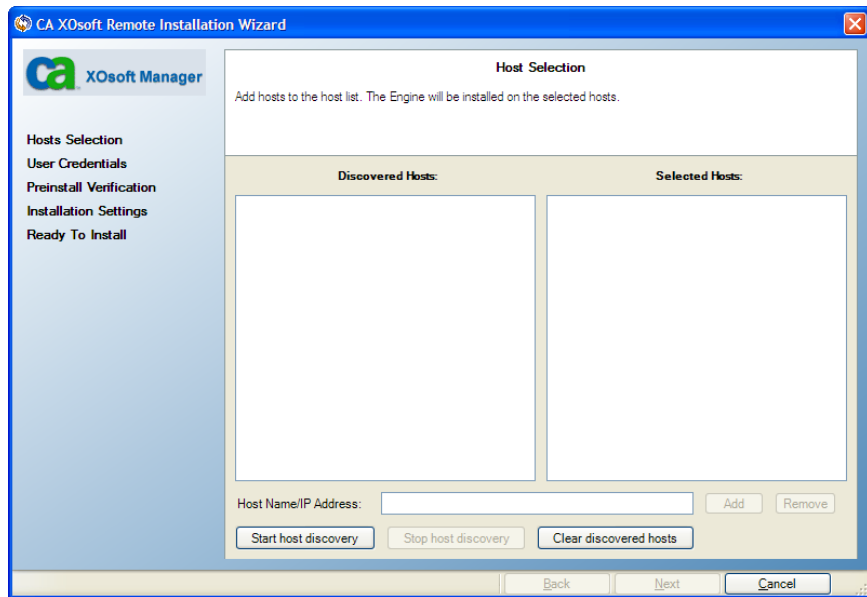 CA XOsoft Remote Installation Wizard
ca XOsoft Manager
Hosts Selection
User Credentials
Preinstall Verification
Installation Settings
Ready To Install
Host Selection
Add hosts to the host list. The Engine will be installed on the selected hosts.
Discovered Hosts: Selected Hosts:
Host Name/IP Address: Add Remove
Start host discovery Stop host discovery Clear discovered hosts
Back Next Cancel